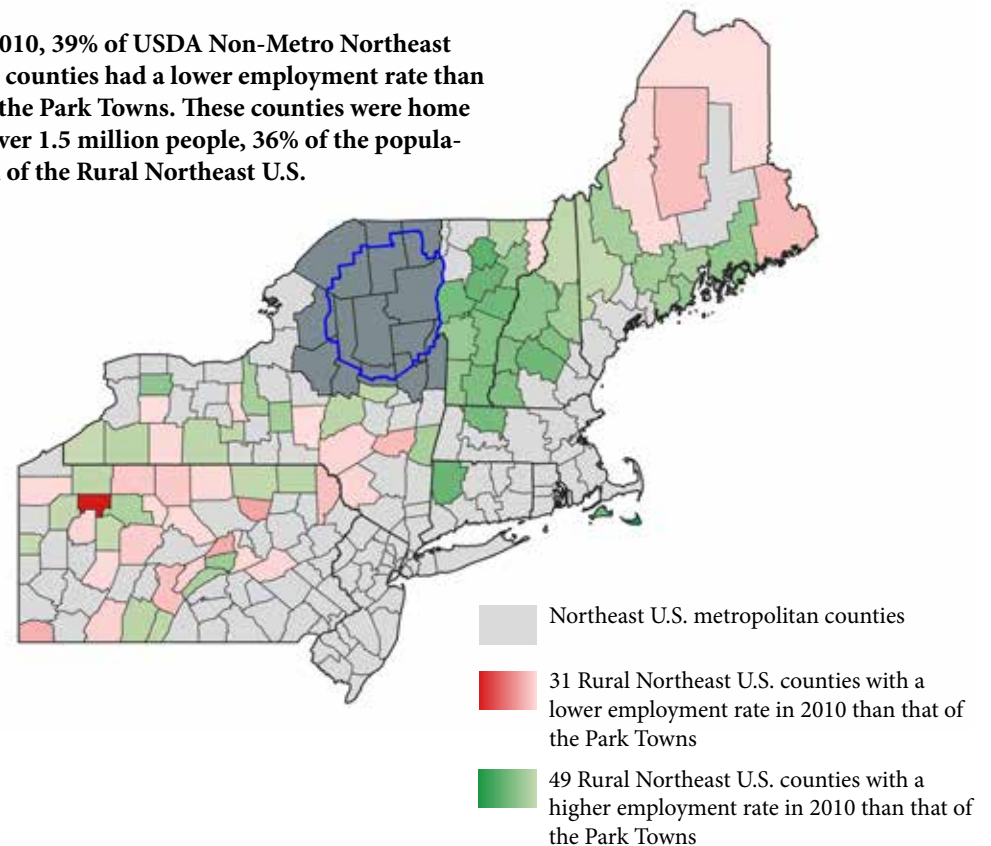 010, 39% of USDA Non-Metro Northeast
counties had a lower employment rate than
the Park Towns. These counties were home
ver 1.5 million people, 36% of the popula-
of the Rural Northeast U.S.
Northeast U.S. metropolitan counties
31 Rural Northeast U.S. counties with a
lower employment rate in 2010 than that of
the Park Towns
49 Rural Northeast U.S. counties with a
higher employment rate in 2010 than that of
the Park Towns